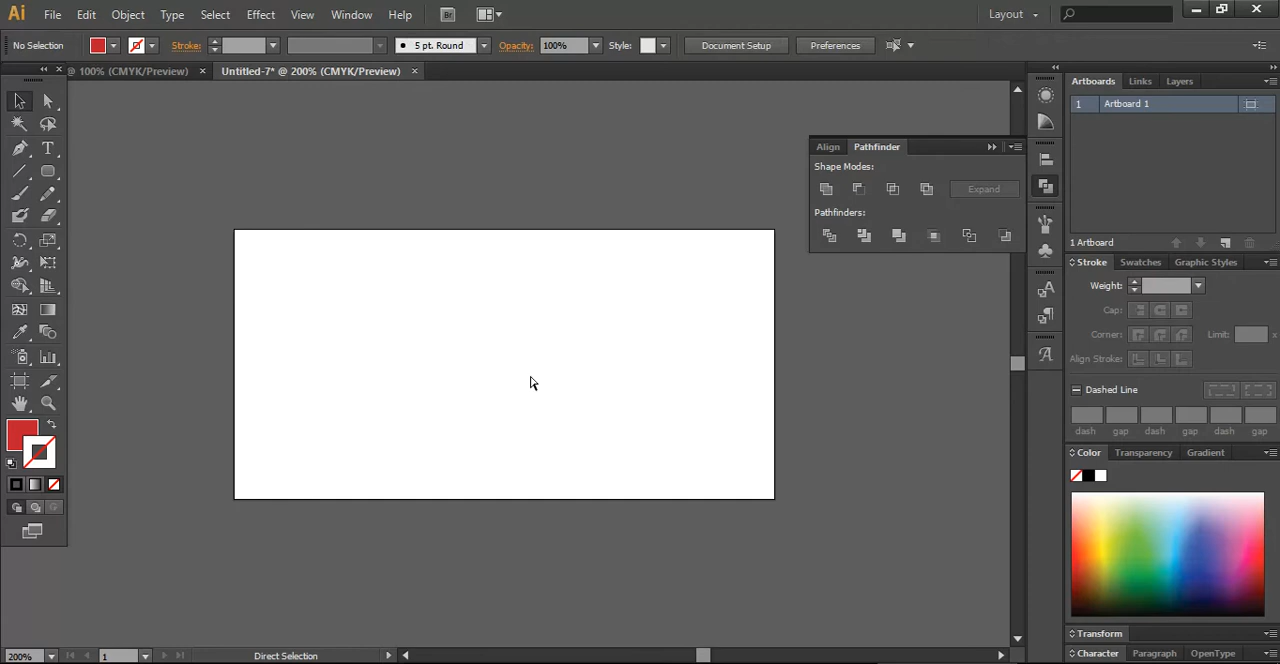 Ai File Edit Object Type Select Effect View Window Help Br Layout
No Selection Stroke: 5 pt. Round Opacity: 100% Style: Document Setup Preferences
@ 100% (CMYK/Preview) × Untitled-7* @ 200% (CMYK/Preview) ×
Artboards Links Layers
1 Artboard 1
Align Pathfinder
Shape Modes:
Expand
Pathfinders:
1 Artboard
Stroke Swatches Graphic Styles
Weight:
Cap:
Corner: Limit: x
Align Stroke:
Dashed Line
dash gap dash gap dash gap
Color Transparency Gradient
Transform
Character Paragraph OpenType
200% 1 Direct Selection